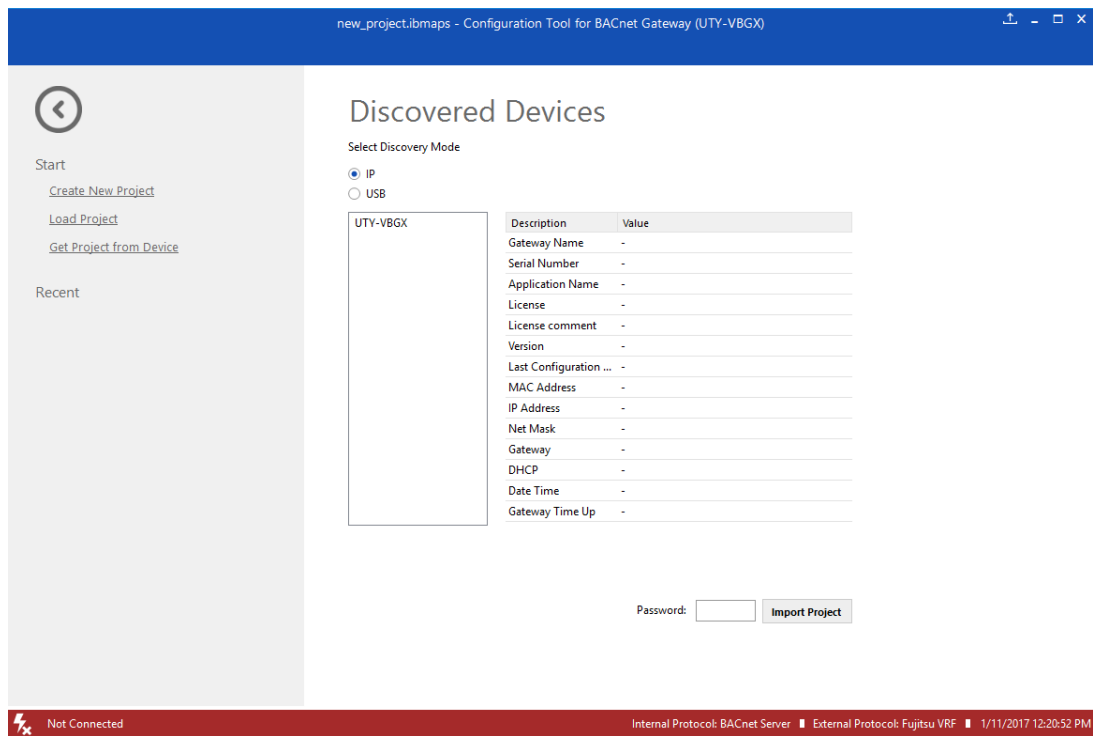 new_project.ibmaps - Configuration Tool for BACnet Gateway (UTY-VBGX)
Start
Create New Project
Load Project
Get Project from Device
Recent
Discovered Devices
Select Discovery Mode
IP
USB
UTY-VBGX
Description Value
Gateway Name -
Serial Number -
Application Name -
License -
License comment -
Version -
Last Configuration ... -
MAC Address -
IP Address -
Net Mask -
Gateway -
DHCP -
Date Time -
Gateway Time Up -
Password: Import Project
Not Connected Internal Protocol: BACnet Server External Protocol: Fujitsu VRF 1/11/2017 12:20:52 PM